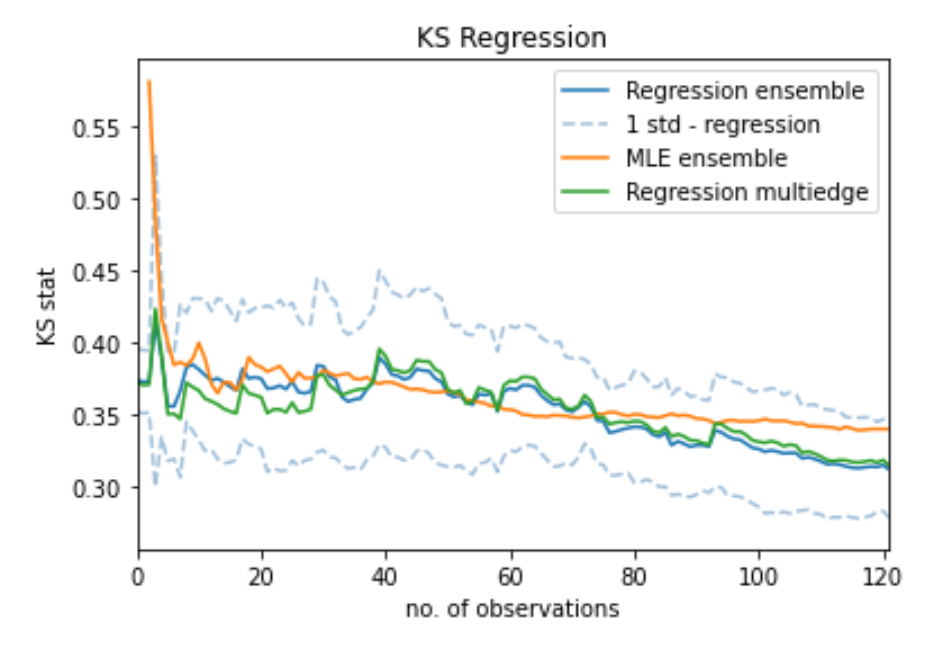 KS Regression
Regression ensemble
1 std - regression
MLE ensemble
Regression multiedge
KS stat
0.55
0.50
0.45
0.40
0.35
0.30
0 20 40 60 80 100 120
no. of observations